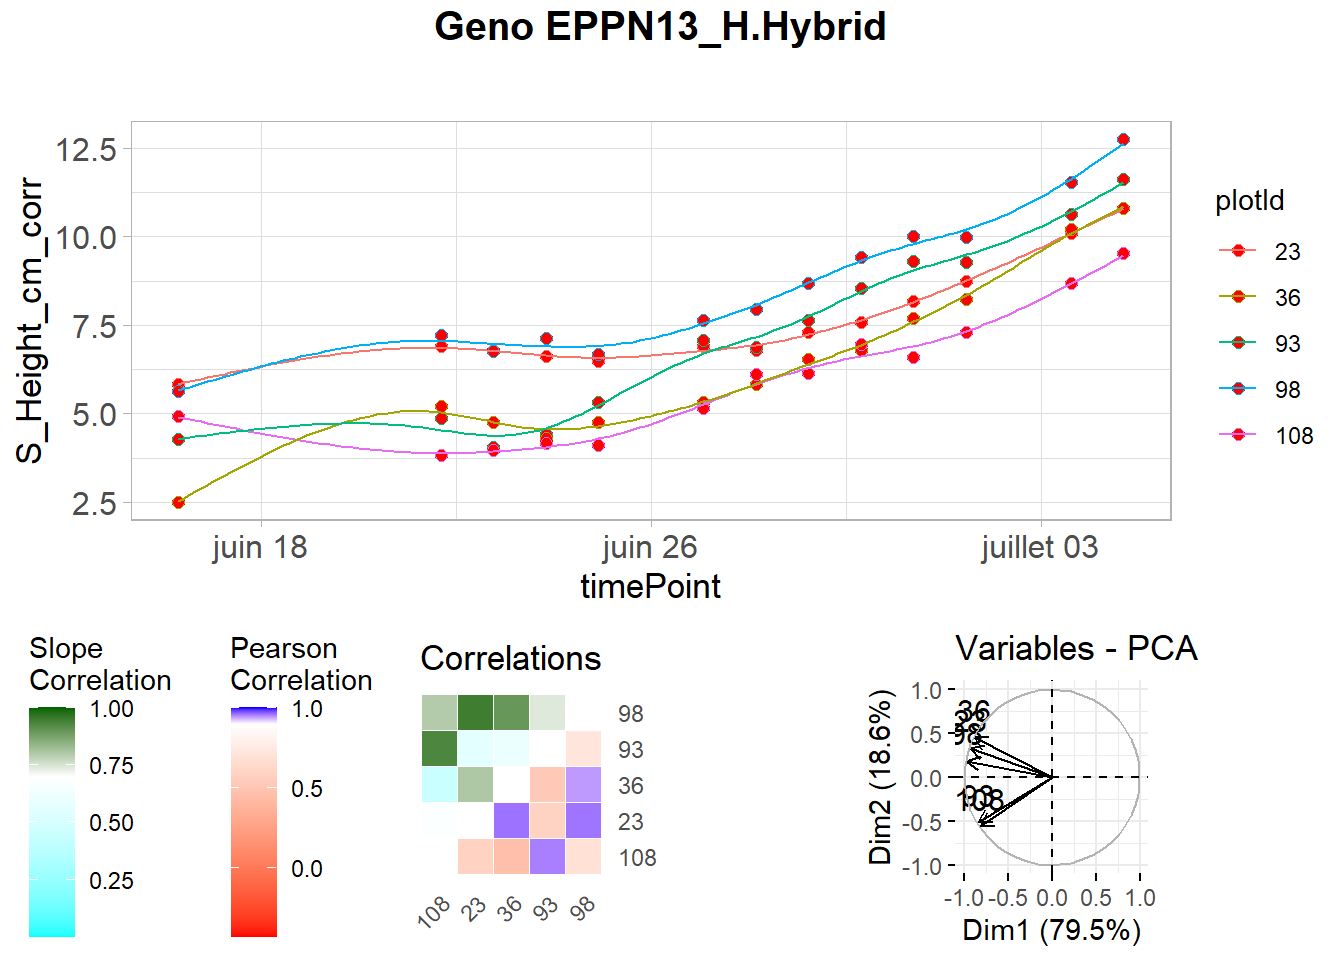 Geno EPPN13_H.Hybrid
S_Height_cm_corr
12.5
10.0
7.5
5.0
2.5
juin 18
juin 26
juillet 03
timePoint
plotId
23
36
93
98
108
Slope
Correlation
1.00
0.75
0.50
0.25
Pearson
Correlation
1.0
0.5
0.0
Correlations
98
93
36
23
108
108
23
36
93
98
Variables - PCA
Dim2 (18.6%)
1.0
0.5
0.0
-0.5
-1.0
36
98
93
108
-1.0
-0.5
0.0
0.5
1.0
Dim1 (79.5%)